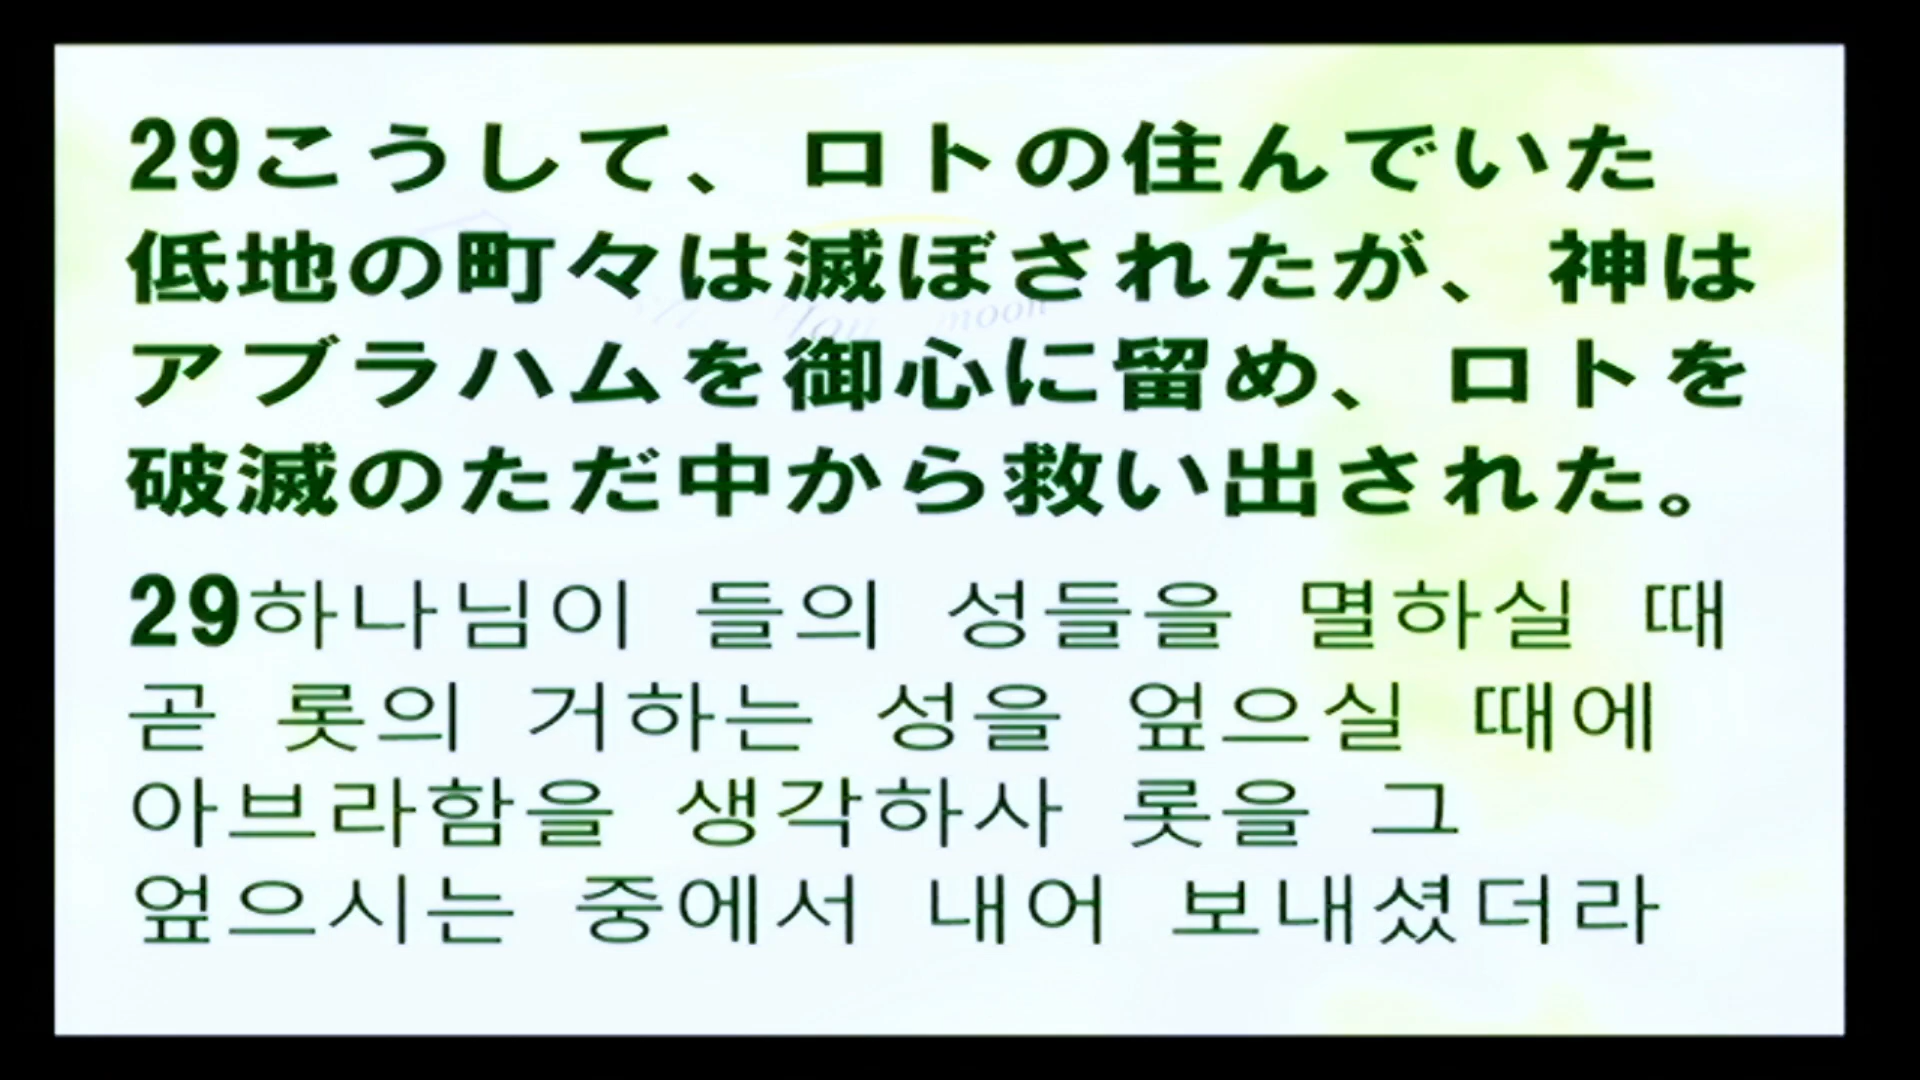 29こうして、ロトの住んでいた
低地の町々は滅ぼされたが、神は
アブラハムを御心に留め、ロトを
破滅のただ中から救い出された。
29하나님이 들의 성들을 멸하실 때
곧 롯의 거하는 성을 엎으실 때에
아브라함을 생각하사 롯을 그
엎으시는 중에서 내어 보내셨더라
moon